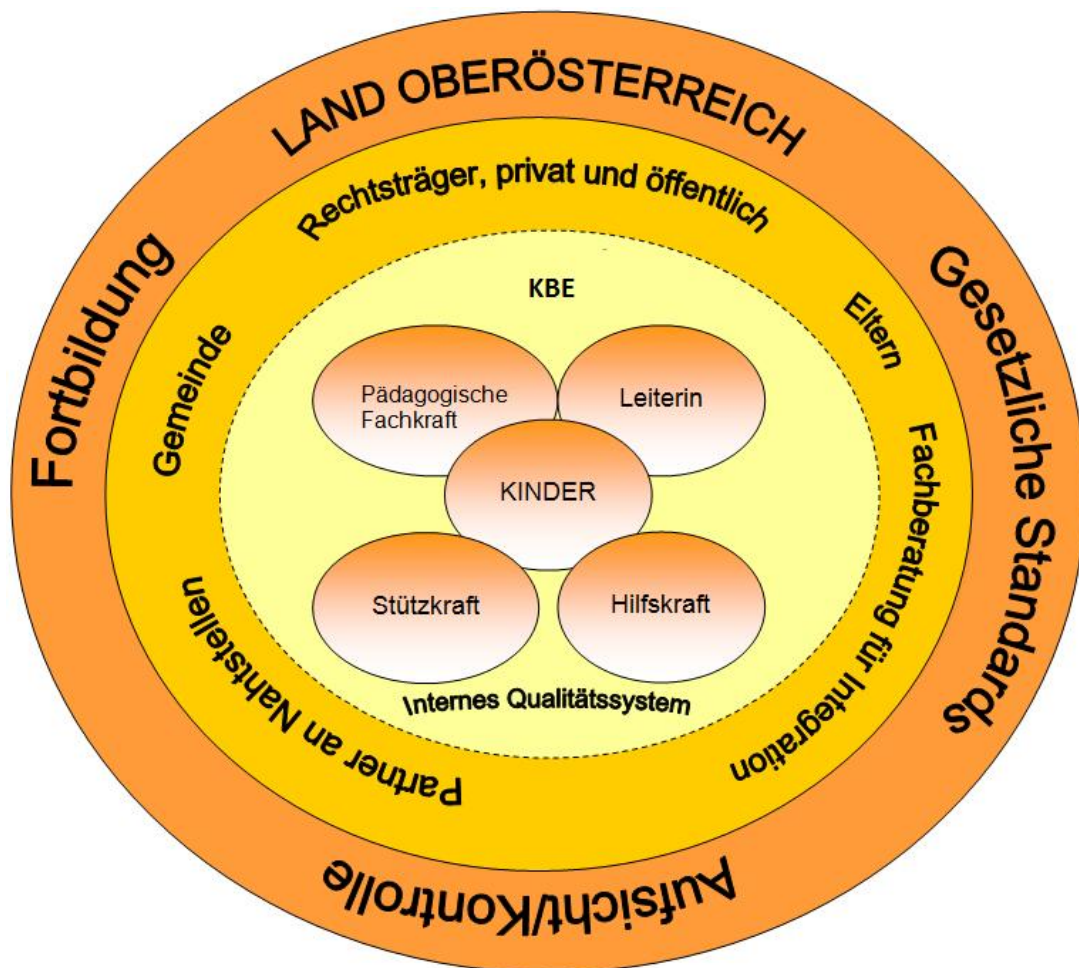 LAND OBERÖSTERREICH
Fortbildung
Gesetzliche Standards
Aufsicht/Kontrolle
Rechtsträger, privat und öffentlich
Gemeinde
Eltern
Fachberatung für Integration
Partner an Nahtstellen
KBE
Pädagogische
Fachkraft
Leiterin
KINDER
Stützkraft
Hilfskraft
Internes Qualitätssystem